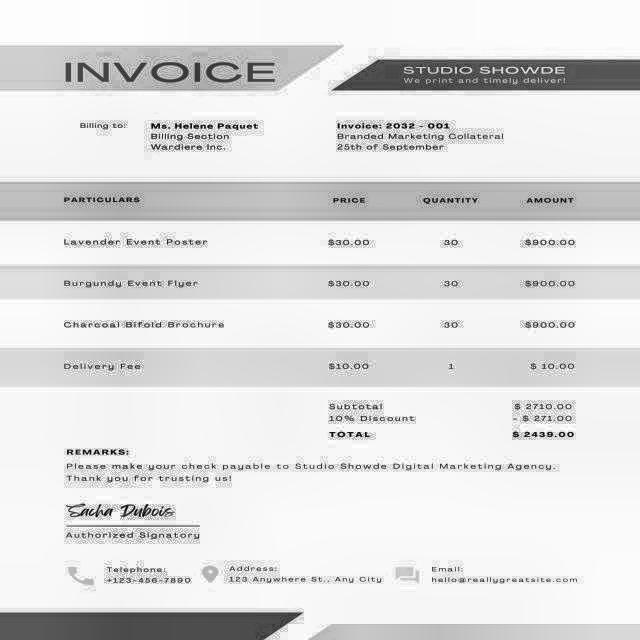 INVOICE
STUDIO SHOWDE
We print and timely deliver!
Billing to: Ms. Helene Paquet
Billing Section
Wardiere Inc.
Invoice: 2032 - 001
Branded Marketing Collateral
25th of September
PARTICULARS PRICE QUANTITY AMOUNT
Lavender Event Poster $30.00 30 $900.00
Burgundy Event Flyer $30.00 30 $900.00
Charcoal Bifold Brochure $30.00 30 $900.00
Delivery Fee $10.00 1 $ 10.00
Subtotal $ 2710.00
10% Discount - $ 271.00
TOTAL $ 2439.00
REMARKS:
Please make your check payable to Studio Showde Digital Marketing Agency.
Thank you for trusting us!
Sacha Dubois
Authorized Signatory
Telephone:
+123-456-7890
Address:
123 Anywhere St., Any City
Email:
hello@reallygreatsite.com